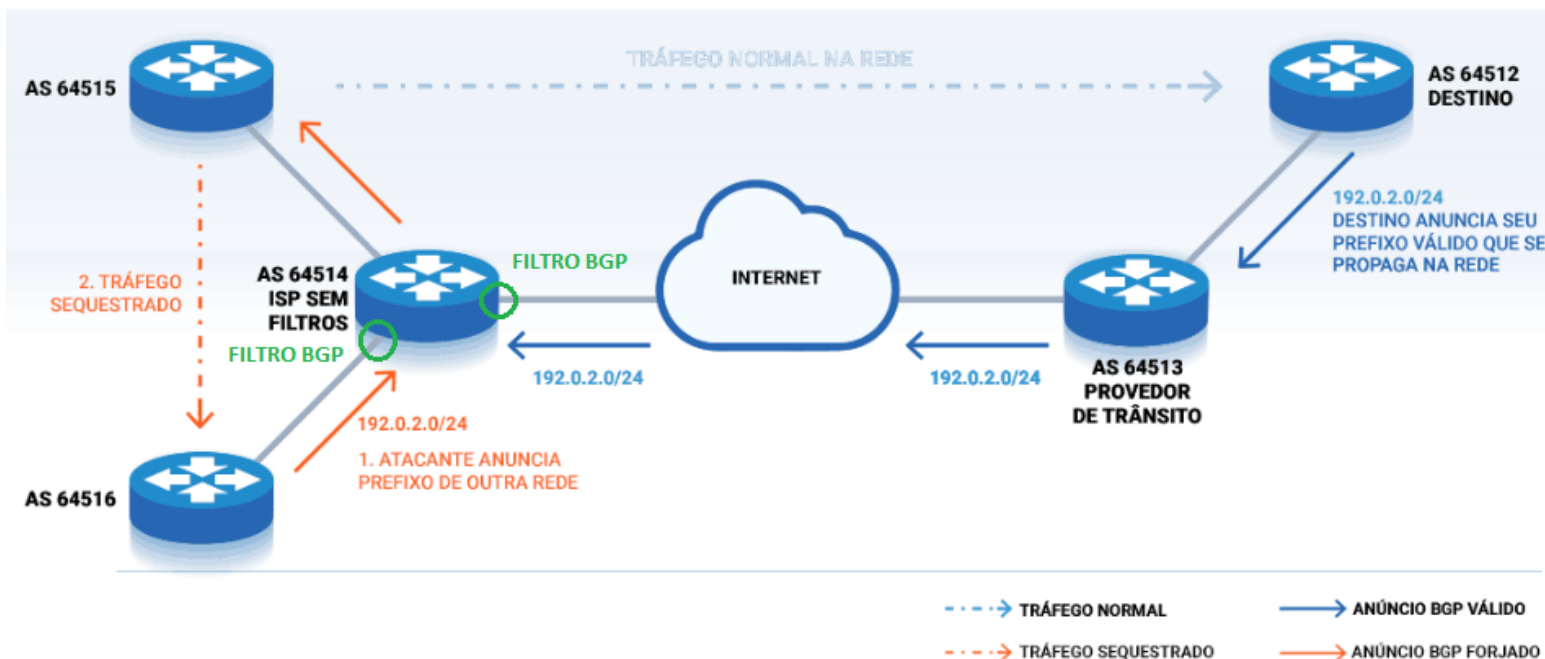 TRÁFEGO NORMAL NA REDE
AS 64515
AS 64512
DESTINO
192.0.2.0/24
DESTINO ANUNCIA SEU
PREFIXO VÁLIDO QUE SE
PROPAGA NA REDE
2. TRÁFEGO
SEQUESTRADO
AS 64514
ISP SEM
FILTROS
FILTRO BGP
INTERNET
FILTRO BGP
192.0.2.0/24
192.0.2.0/24
AS 64513
PROVEDOR
DE TRÂNSITO
192.0.2.0/24
1. ATACANTE ANUNCIA
PREFIXO DE OUTRA REDE
AS 64516
TRÁFEGO NORMAL
ANÚNCIO BGP VÁLIDO
TRÁFEGO SEQUESTRADO
ANÚNCIO BGP FORJADO